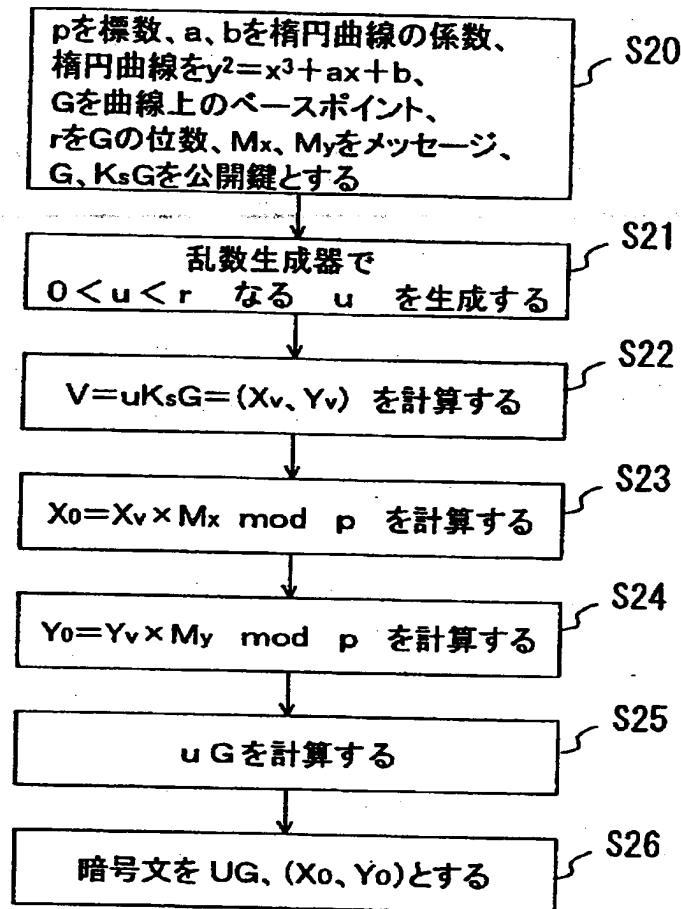 pを標数、a、bを楕円曲線の係数、
楕円曲線をy²=x³+ax+b、
Gを曲線上のベースポイント、
rをGの位数、Mx、Myをメッセージ、
G、KsGを公開鍵とする
S20
乱数生成器で
0<u<r なる u を生成する
S21
V=uKsG=(Xv、Yv) を計算する
S22
X0=Xv×Mx mod p を計算する
S23
Y0=Yv×My mod p を計算する
S24
uGを計算する
S25
暗号文をUG、(X0、Y0)とする
S26